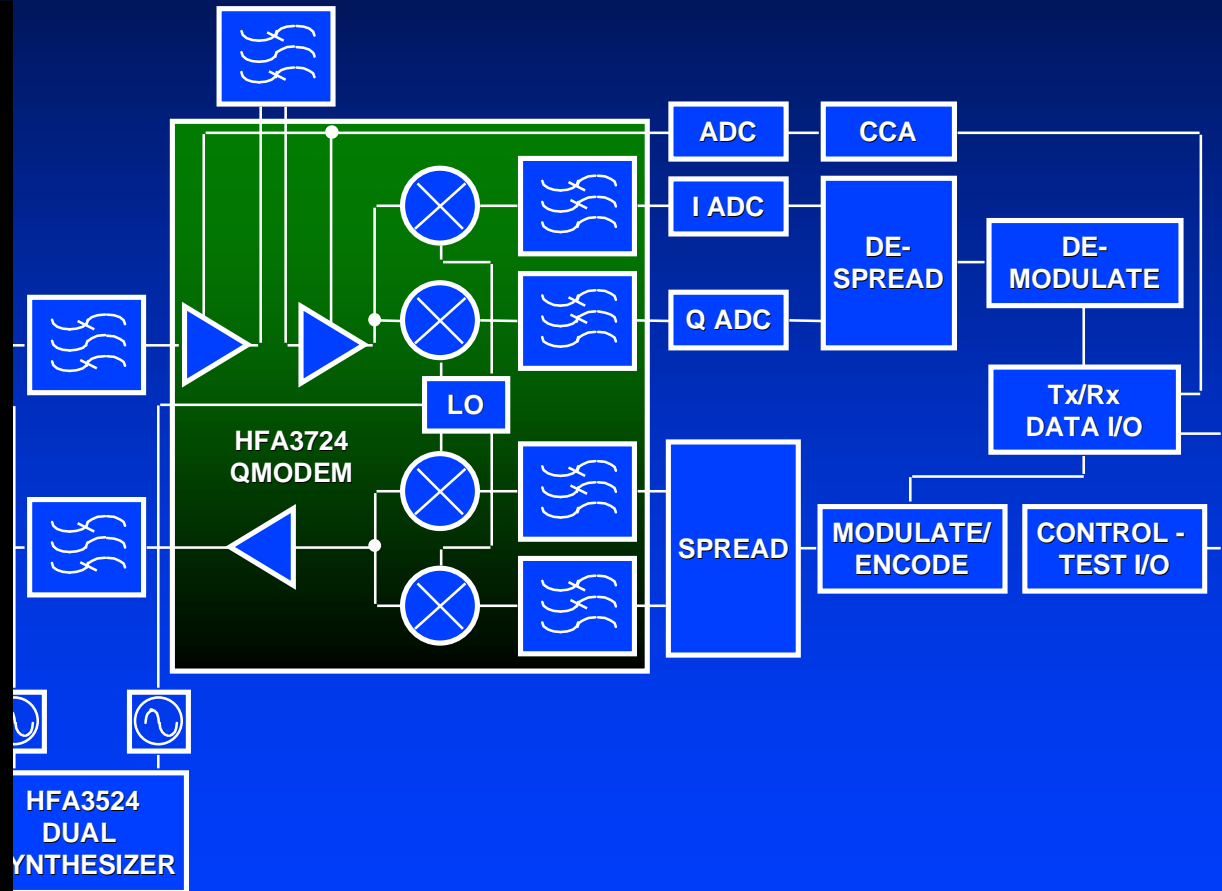 ADC
CCA
I ADC
DE-
SPREAD
DE-
MODULATE
Q ADC
LO
Tx/Rx
DATA I/O
HFA3724
QMODEM
SPREAD
MODULATE/
ENCODE
CONTROL -
TEST I/O
HFA3524
DUAL
YNTHESIZER